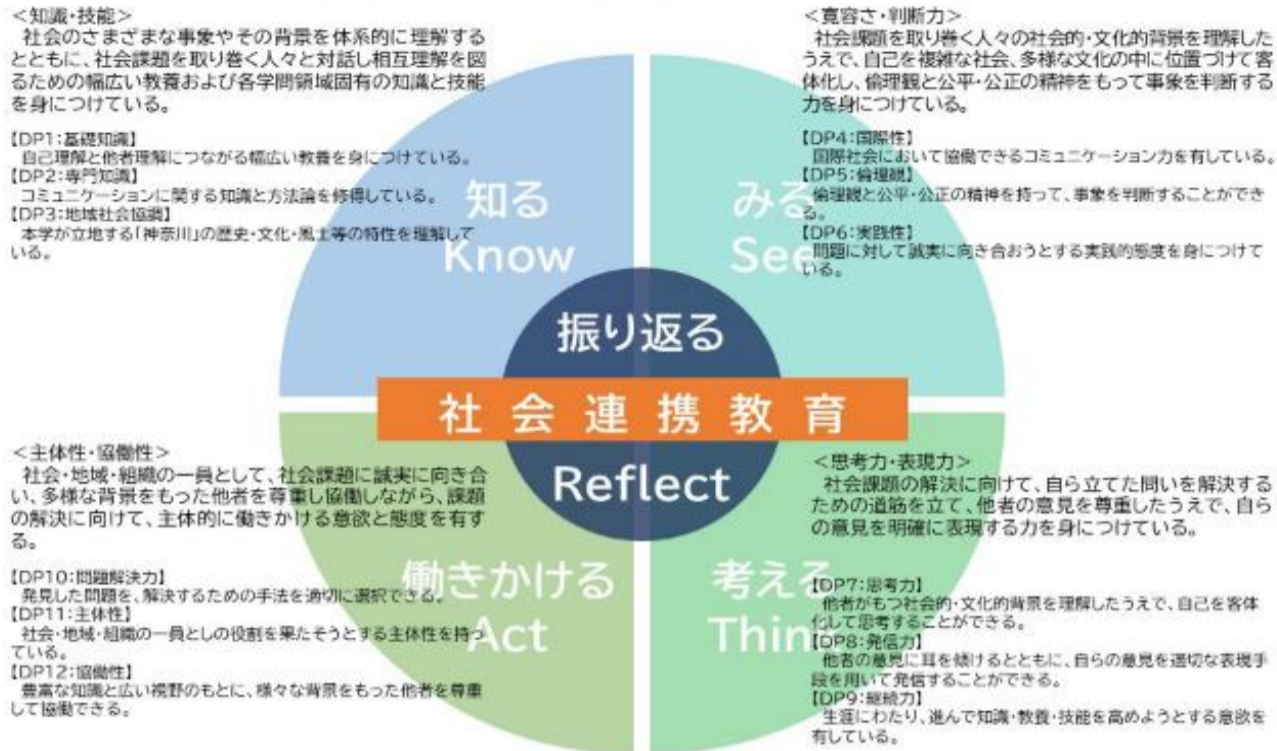 <知識・技能>
社会のさまざまな事象やその背景を体系的に理解する
とともに、社会課題を取り巻く人々と対話し相互理解を図
るための幅広い教養および各学問領域固有の知識と技能
を身につけている。
【DP1:基礎知識】
自己理解と他者理解につながる幅広い教養を身につけている。
【DP2:専門知識】
コミュニケーションに関する知識と方法論を修得している。
【DP3:地域社会協調】
本学が立地する「神奈川」の歴史・文化・風土等の特性を理解して
いる。
知る
Know
<寛容さ・判断力>
社会課題を取り巻く人々の社会的・文化的背景を理解した
うえで、自己を複雑な社会、多様な文化の中に位置づけて客
体化し、倫理観と公平・公正の精神をもって事象を判断する
力を身につけている。
【DP4:国際性】
国際社会において協働できるコミュニケーション力を有している。
【DP5:倫理観】
倫理観と公平・公正の精神を持って、事象を判断することができ
る。
【DP6:実践性】
問題に対して誠実に向き合おうとする実践的態度を身につけて
いる。
みる
See
振り返る
社会連携教育
Reflect
<主体性・協働性>
社会・地域・組織の一員として、社会課題に誠実に向き合
い、多様な背景をもった他者を尊重し協働しながら、課題
の解決に向けて、主体的に働きかける意欲と態度を有す
る。
【DP10:問題解決力】
発見した問題を、解決するための手法を適切に選択できる。
【DP11:主体性】
社会・地域・組織の一員としの役割を果たそうとする主体性を持っ
ている。
【DP12:協働性】
豊富な知識と広い視野のもとに、様々な背景をもった他者を尊重
して協働できる。
働きかける
Act
<思考力・表現力>
社会課題の解決に向けて、自ら立てた問いを解決する
ための道筋を立て、他者の意見を尊重したうえで、自ら
の意見を明確に表現する力を身につけている。
【DP7:思考力】
他者がもつ社会的・文化的背景を理解したうえで、自己を客体
化して思考することができる。
【DP8:発信力】
他者の意見に耳を傾けるとともに、自らの意見を適切な表現手
段を用いて発信することができる。
【DP9:継続力】
生涯にわたり、進んで知識・教養・技能を高めようとする意欲を
有している。
考える
Think